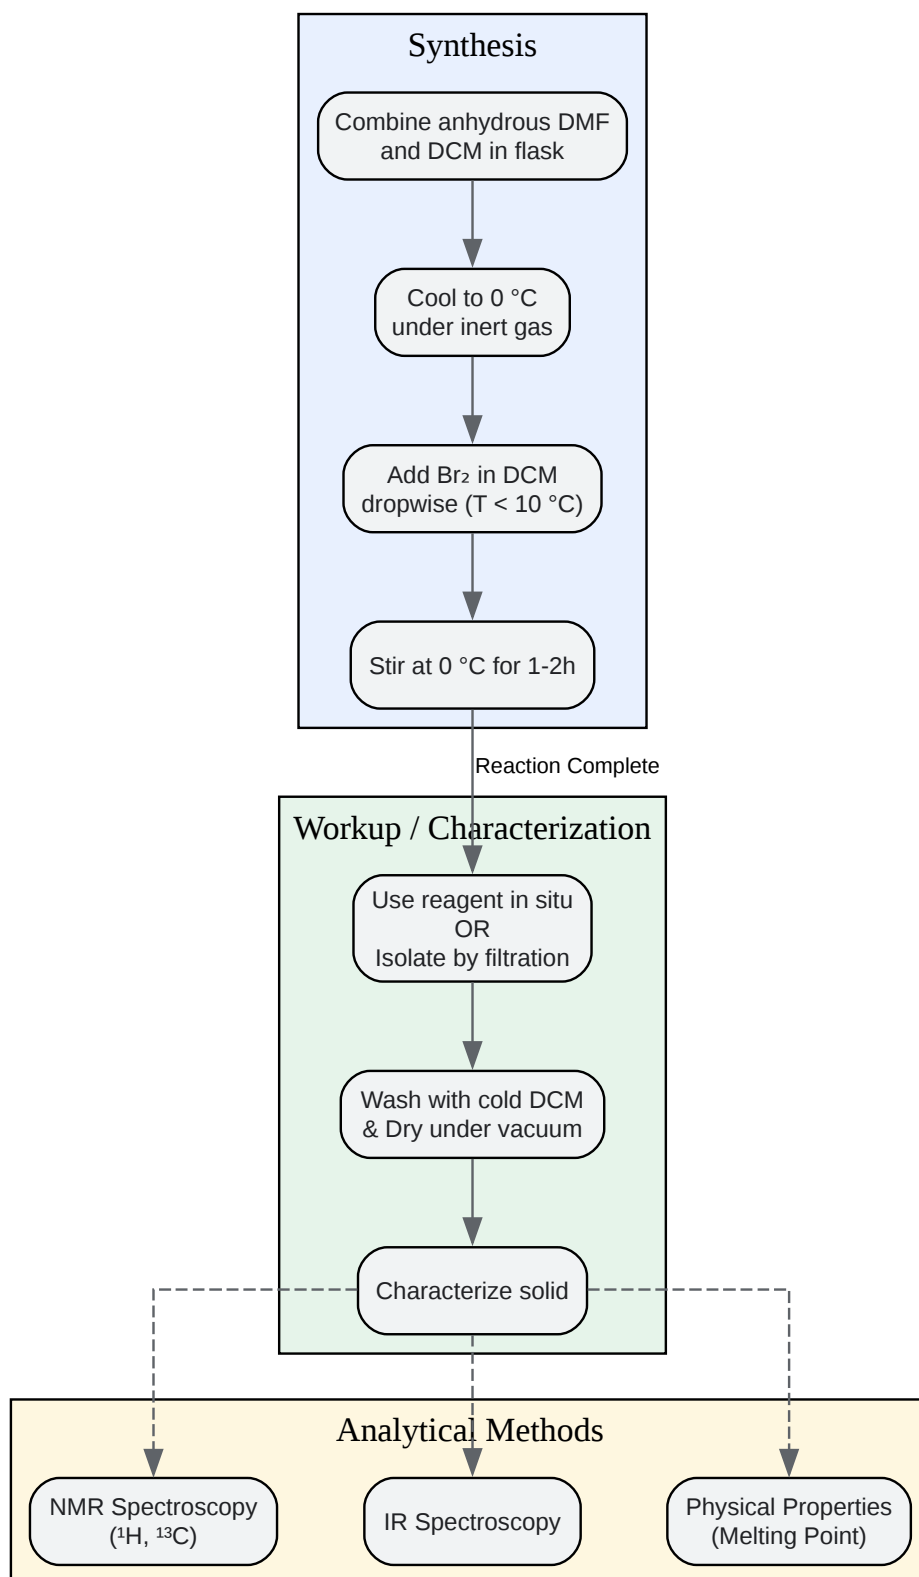 Synthesis
Combine anhydrous DMF
and DCM in flask
Cool to 0 °C
under inert gas
Add Br₂ in DCM
dropwise (T < 10 °C)
Stir at 0 °C for 1-2h
Reaction Complete
Workup / Characterization
Use reagent in situ
OR
Isolate by filtration
Wash with cold DCM
& Dry under vacuum
Characterize solid
Analytical Methods
NMR Spectroscopy
(¹H, ¹³C)
IR Spectroscopy
Physical Properties
(Melting Point)